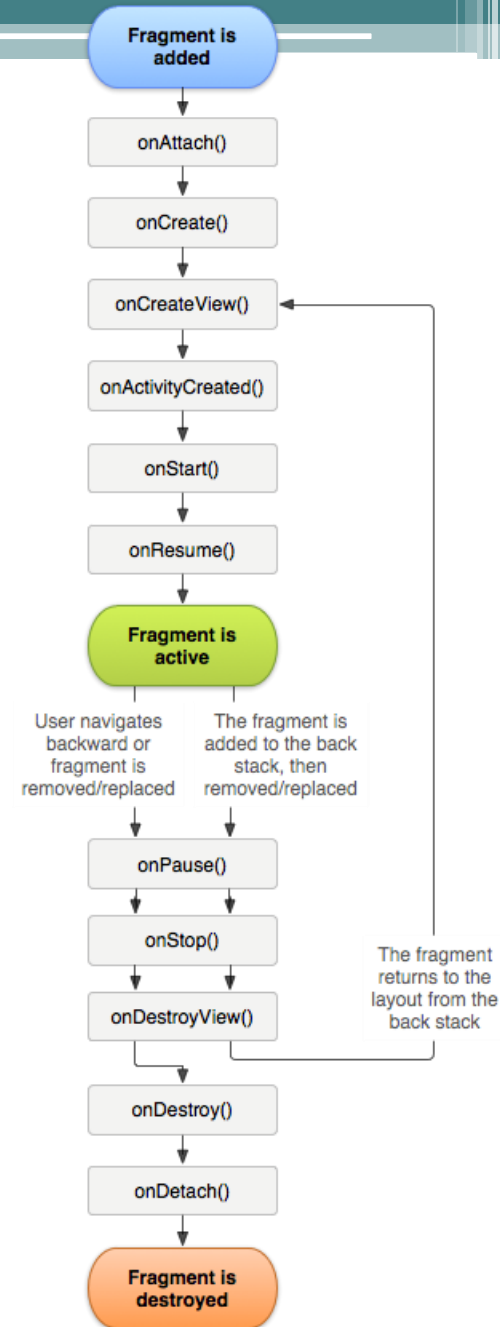 Fragment is
added
onAttach()
onCreate()
onCreateView()
onActivityCreated()
onStart()
onResume()
Fragment is
active
User navigates
backward or
fragment is
removed/replaced
The fragment is
added to the back
stack, then
removed/replaced
onPause()
onStop()
onDestroyView()
The fragment
returns to the
layout from the
back stack
onDestroy()
onDetach()
Fragment is
destroyed